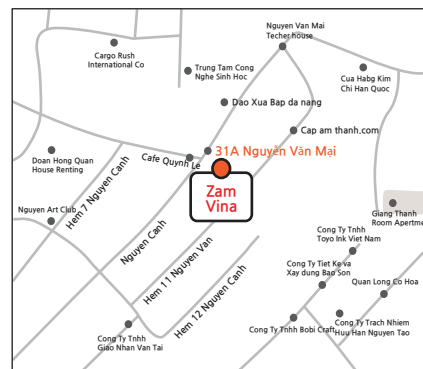 Nguyen Van Mai
Techer house
Cargo Rush
International Co
Trung Tam Cong
Nghe Sinh Hoc
Cua Habg Kim
Chi Han Quoc
Dao Xua Bap da nang
Cap am thanh.com
31A Nguyễn Văn Mại
Cafe Quynh Le
Doan Hong Quan
House Renting
Zam
Vina
Hem 7 Nguyen Canh
Nguyen Art Club
Nguyen Canh
Giang Thanh
Room Apertme
Cong Ty Tnhh
Toyo Ink Viet Nam
Hem 11 Nguyen Van
Cong Ty Tiet Ke va
Xay dung Bao Son
Quan Long Co Hoa
Hem 12 Nguyen Canh
Cong Ty Tnhh
Giao Nhan Van Tai
Cong Ty Tnhh Bobi Craft
Cong Ty Trach Nhiem
Huu Han Nguyen Tao